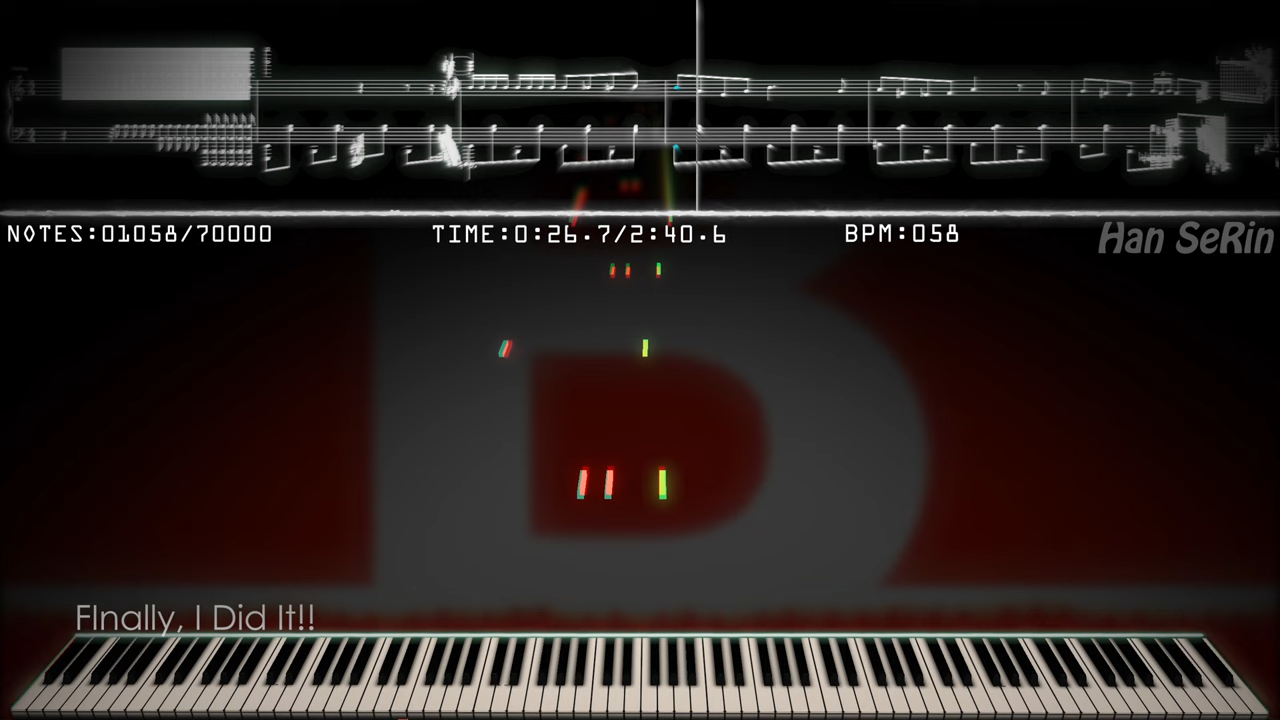 NOTES:01058/70000 TIME:0:26.7/2:40.6 BPM:058 Han SeRin
B
FInally, I Did It!!